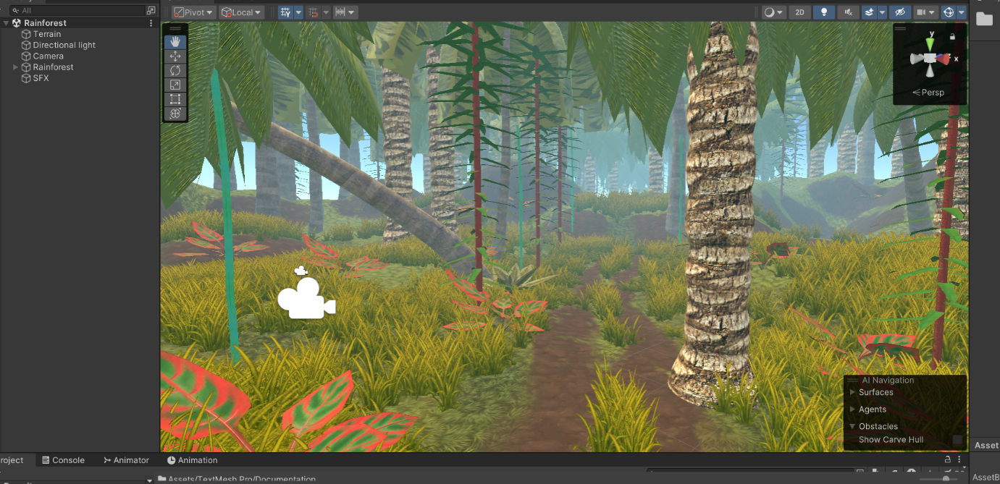 All
Pivot
Local
2D
Rainforest
Terrain
Directional light
Camera
Rainforest
SFX
y
x
Persp
AI Navigation
Surfaces
Agents
Obstacles
Show Carve Hull
Asset
roject
Console
Animator
Animation
Assets/TextMesh Pro/Documentation
AssetB